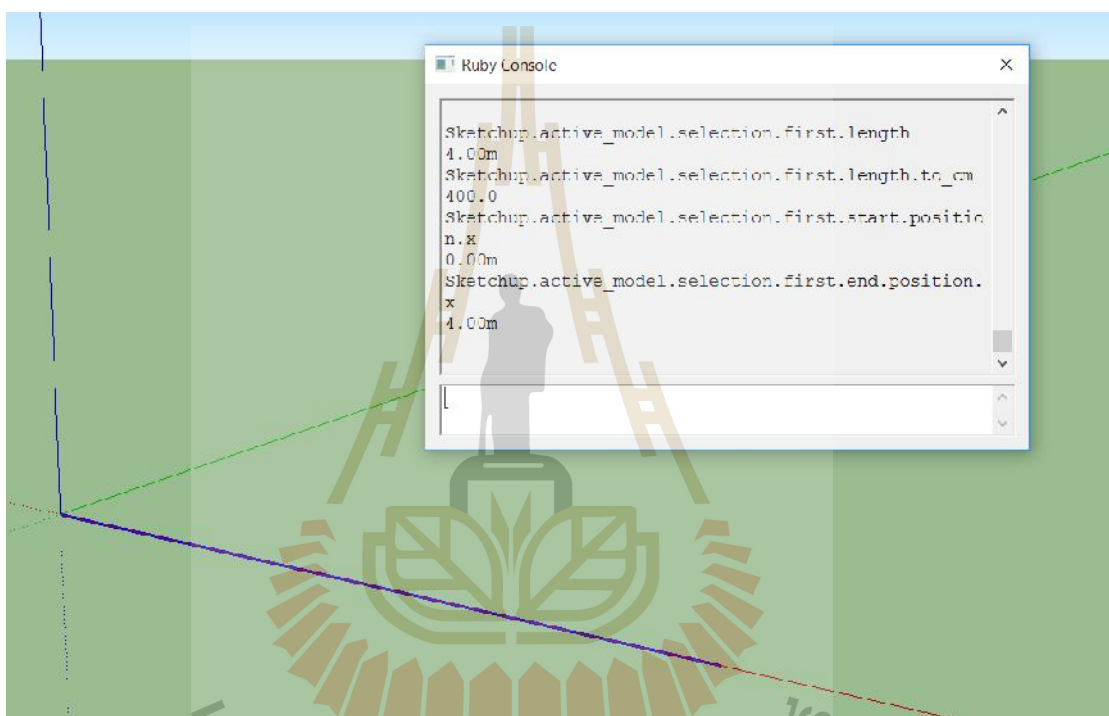 Ruby Console
Sketchup.active_model.selection.first.length
4.00m
Sketchup.active_model.selection.first.length.to_cm
400.0
Sketchup.active_model.selection.first.start.positio
n.x
0.00m
Sketchup.active_model.selection.first.end.position.
x
4.00m